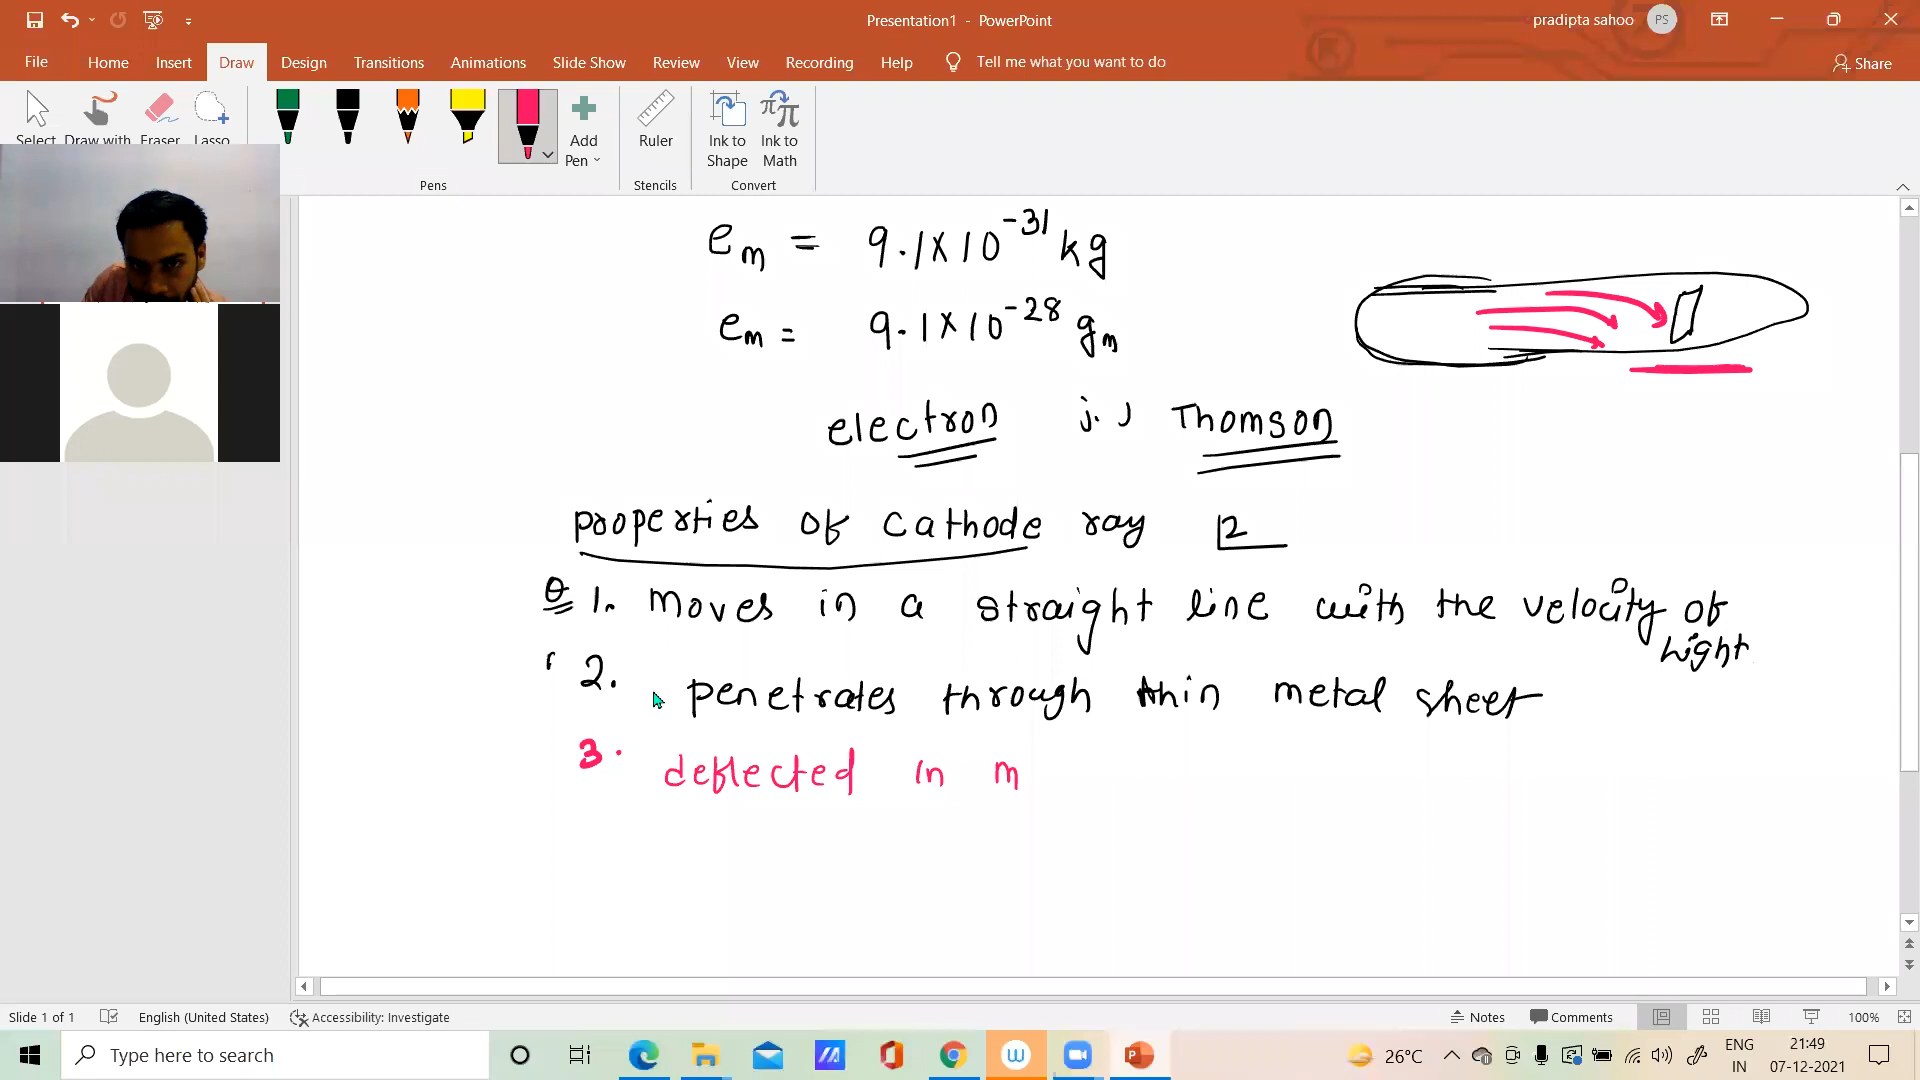 Presentation1 - PowerPoint
pradipta sahoo PS
File Home Insert Draw Design Transitions Animations Slide Show Review View Recording Help Tell me what you want to do Share
Select Draw with Eraser Lasso
Add Pen
Ruler
Ink to Shape
Ink to Math
Pens Stencils Convert
em = 9.1×10⁻³¹ kg
em = 9.1×10⁻²⁸ gm
electron j.J Thomson
properties of cathode ray 2
1. Moves in a straight line with the velocity of
light
2. penetrates through thin metal sheet
3. deflected in m
Slide 1 of 1 English (United States) Accessibility: Investigate Notes Comments 100%
Type here to search
26°C
ENG
IN
21:49
07-12-2021